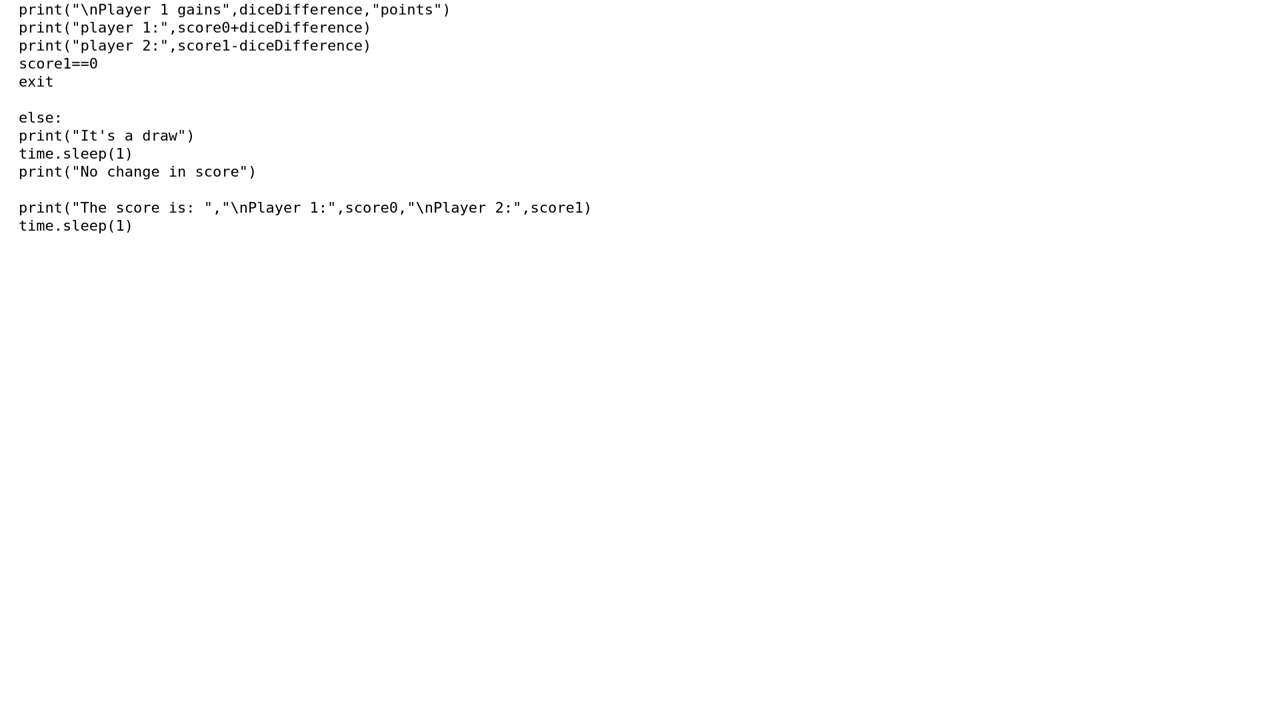 print("\nPlayer 1 gains",diceDifference,"points")
print("player 1:",score0+diceDifference)
print("player 2:",score1-diceDifference)
score1==0
exit
else:
print("It's a draw")
time.sleep(1)
print("No change in score")
print("The score is: ","\nPlayer 1:",score0,"\nPlayer 2:",score1)
time.sleep(1)